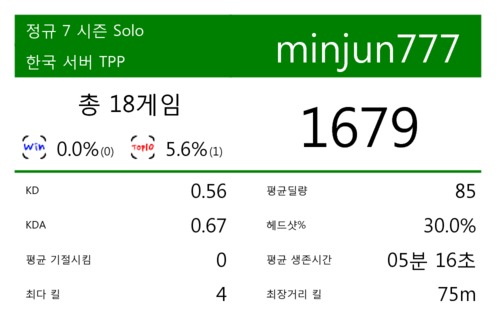 정규 7 시즌 Solo
한국 서버 TPP
minjun777
총 18게임
Win 0.0%(0) Top10 5.6%(1)
1679
KD 0.56 평균딜량 85
KDA 0.67 헤드샷% 30.0%
평균 기절시킴 0 평균 생존시간 05분 16초
최다 킬 4 최장거리 킬 75m